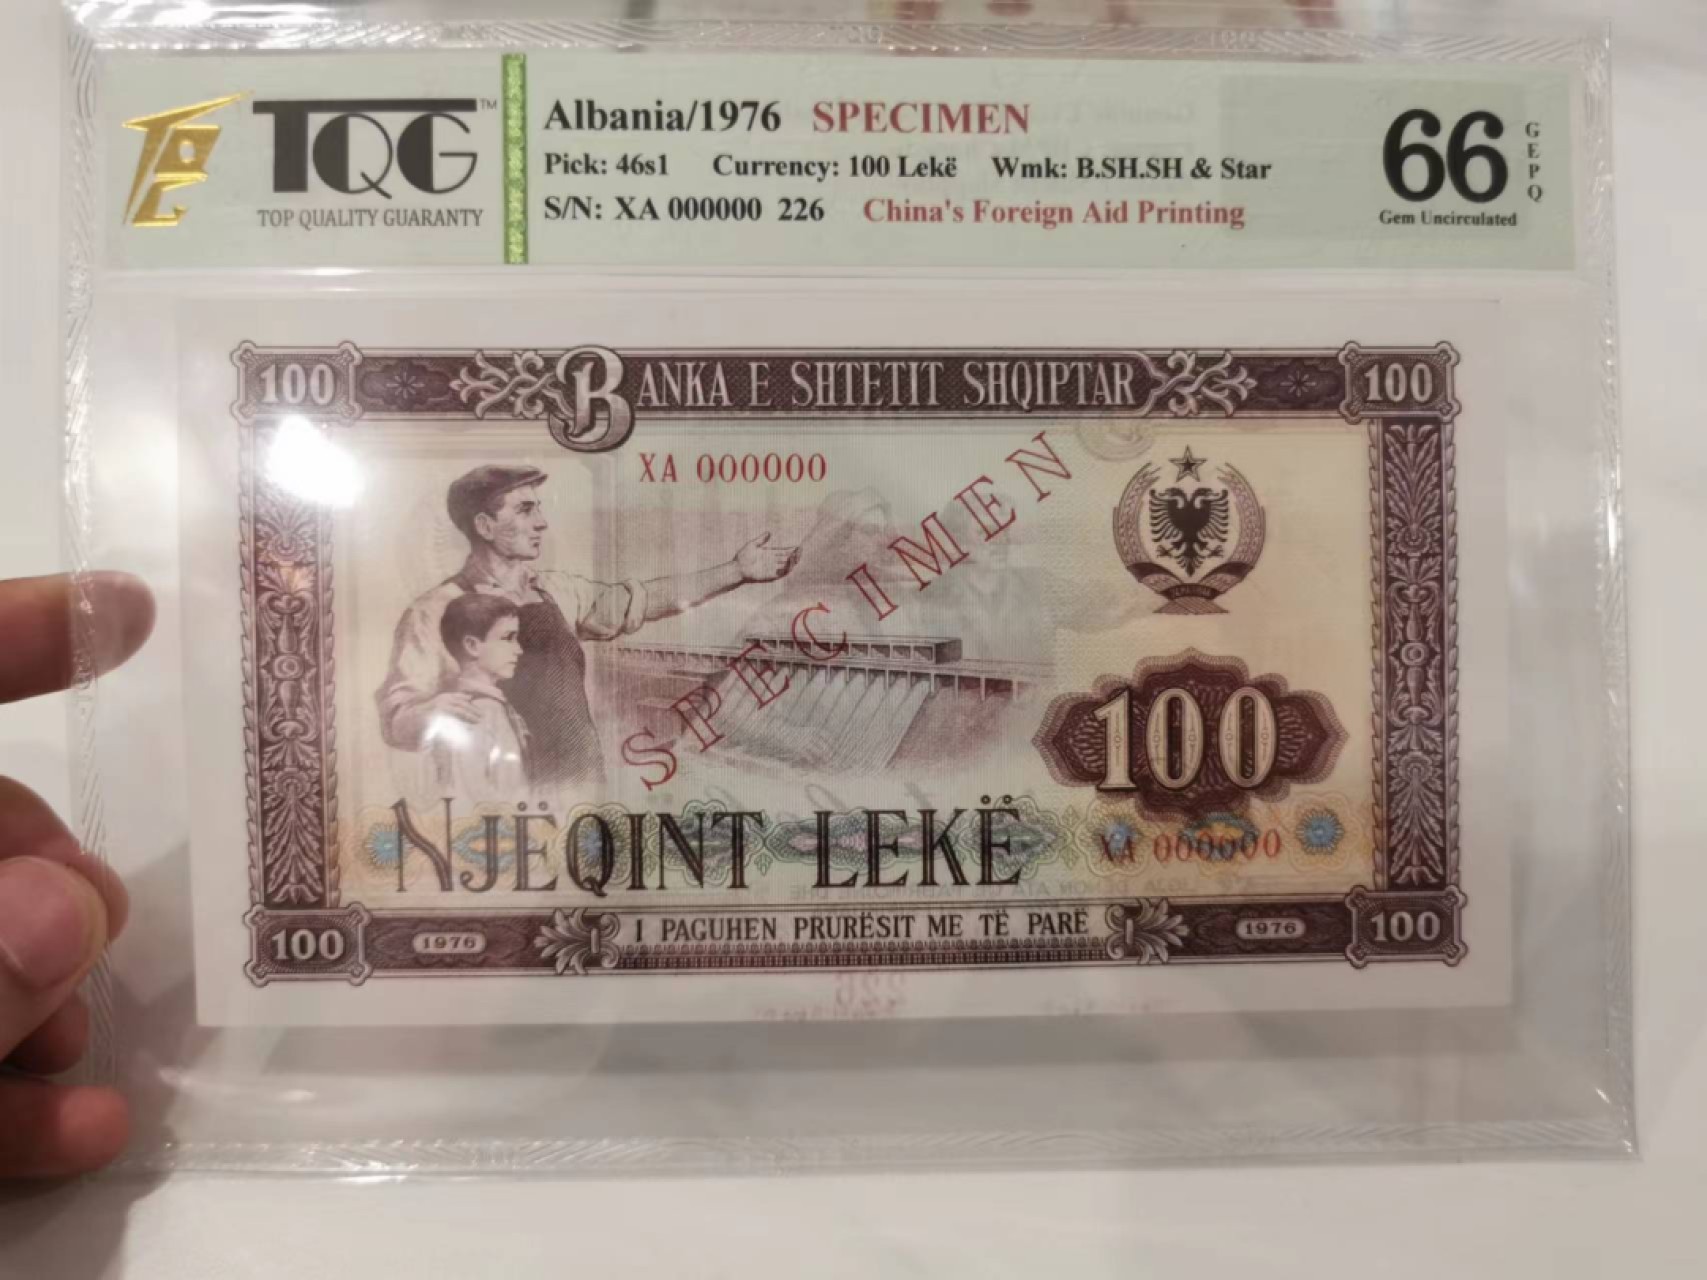 TQG™
TOP QUALITY GUARANTY
Albania/1976 SPECIMEN
Pick: 46s1 Currency: 100 Lekë Wmk: B.SH.SH & Star
S/N: XA 000000 226 China's Foreign Aid Printing
66
GEPQ
Gem Uncirculated
100 BANKA E SHTETIT SHQIPTAR 100
XA 000000
SPECIMEN
100
NJËQINT LEKË
XA 000000
I PAGUHEN PRURËSIT ME TË PARË
100 1976 1976 100
226